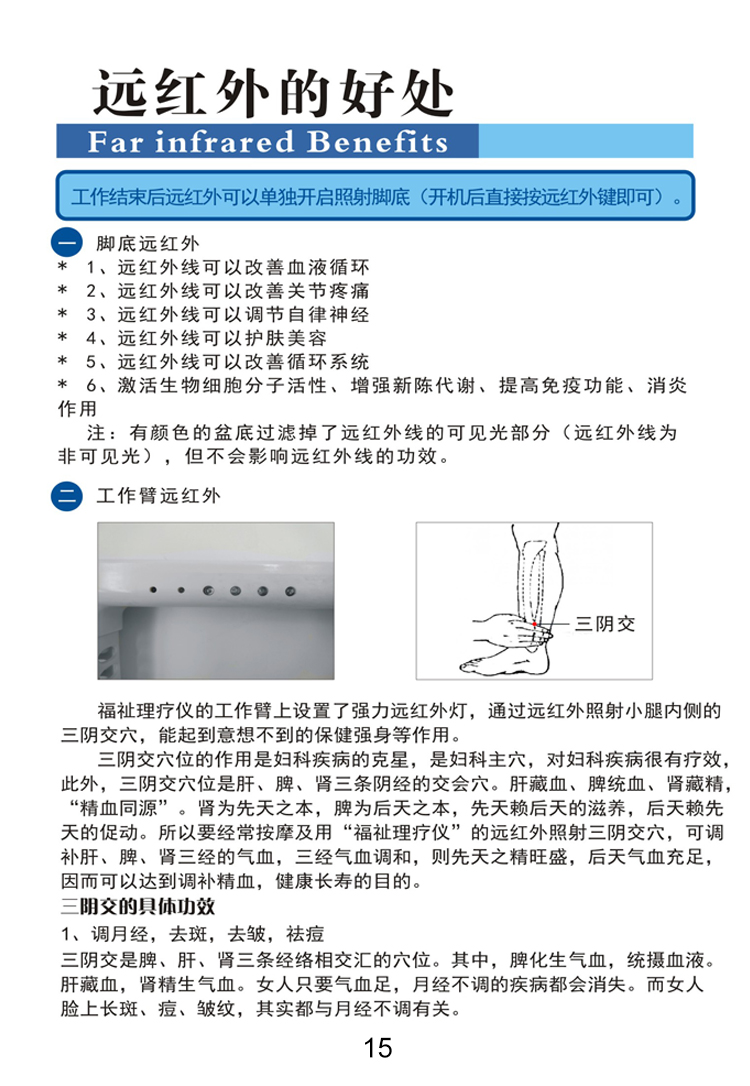 远红外的好处
Far infrared Benefits
工作结束后远红外可以单独开启照射脚底（开机后直接按远红外键即可）。
一 脚底远红外
* 1、远红外线可以改善血液循环
* 2、远红外线可以改善关节疼痛
* 3、远红外线可以调节自律神经
* 4、远红外线可以护肤美容
* 5、远红外线可以改善循环系统
* 6、激活生物细胞分子活性、增强新陈代谢、提高免疫功能、消炎
作用
注：有颜色的盆底过滤掉了远红外线的可见光部分（远红外线为
非可见光），但不会影响远红外线的功效。
二 工作臂远红外
三阴交
福祉理疗仪的工作臂上设置了强力远红外灯，通过远红外照射小腿内侧的
三阴交穴，能起到意想不到的保健强身等作用。
三阴交穴位的作用是妇科疾病的克星，是妇科主穴，对妇科疾病很有疗效，
此外，三阴交穴位是肝、脾、肾三条阴经的交会穴。肝藏血、脾统血、肾藏精，
“精血同源”。肾为先天之本，脾为后天之本，先天赖后天的滋养，后天赖先
天的促动。所以要经常按摩及用“福祉理疗仪”的远红外照射三阴交穴，可调
补肝、脾、肾三经的气血，三经气血调和，则先天之精旺盛，后天气血充足，
因而可以达到调补精血，健康长寿的目的。
三阴交的具体功效
1、调月经，去斑，去皱，祛痘
三阴交是脾、肝、肾三条经络相交汇的穴位。其中，脾化生气血，统摄血液。
肝藏血，肾精生气血。女人只要气血足，月经不调的疾病都会消失。而女人
脸上长斑、痘、皱纹，其实都与月经不调有关。
15